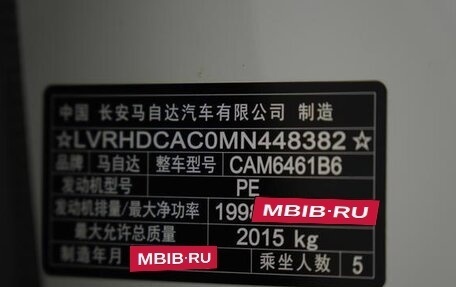 中国 长安马自达汽车有限公司 制造
☆LVRHDCAC0MN448382☆
品牌 马自达 整车型号 CAM6461B6
发动机型号 PE
发动机排量/最大净功率 1998 MBIB.RU
最大允许总质量 2015 kg
制造年月 MBIB.RU 乘坐人数 5